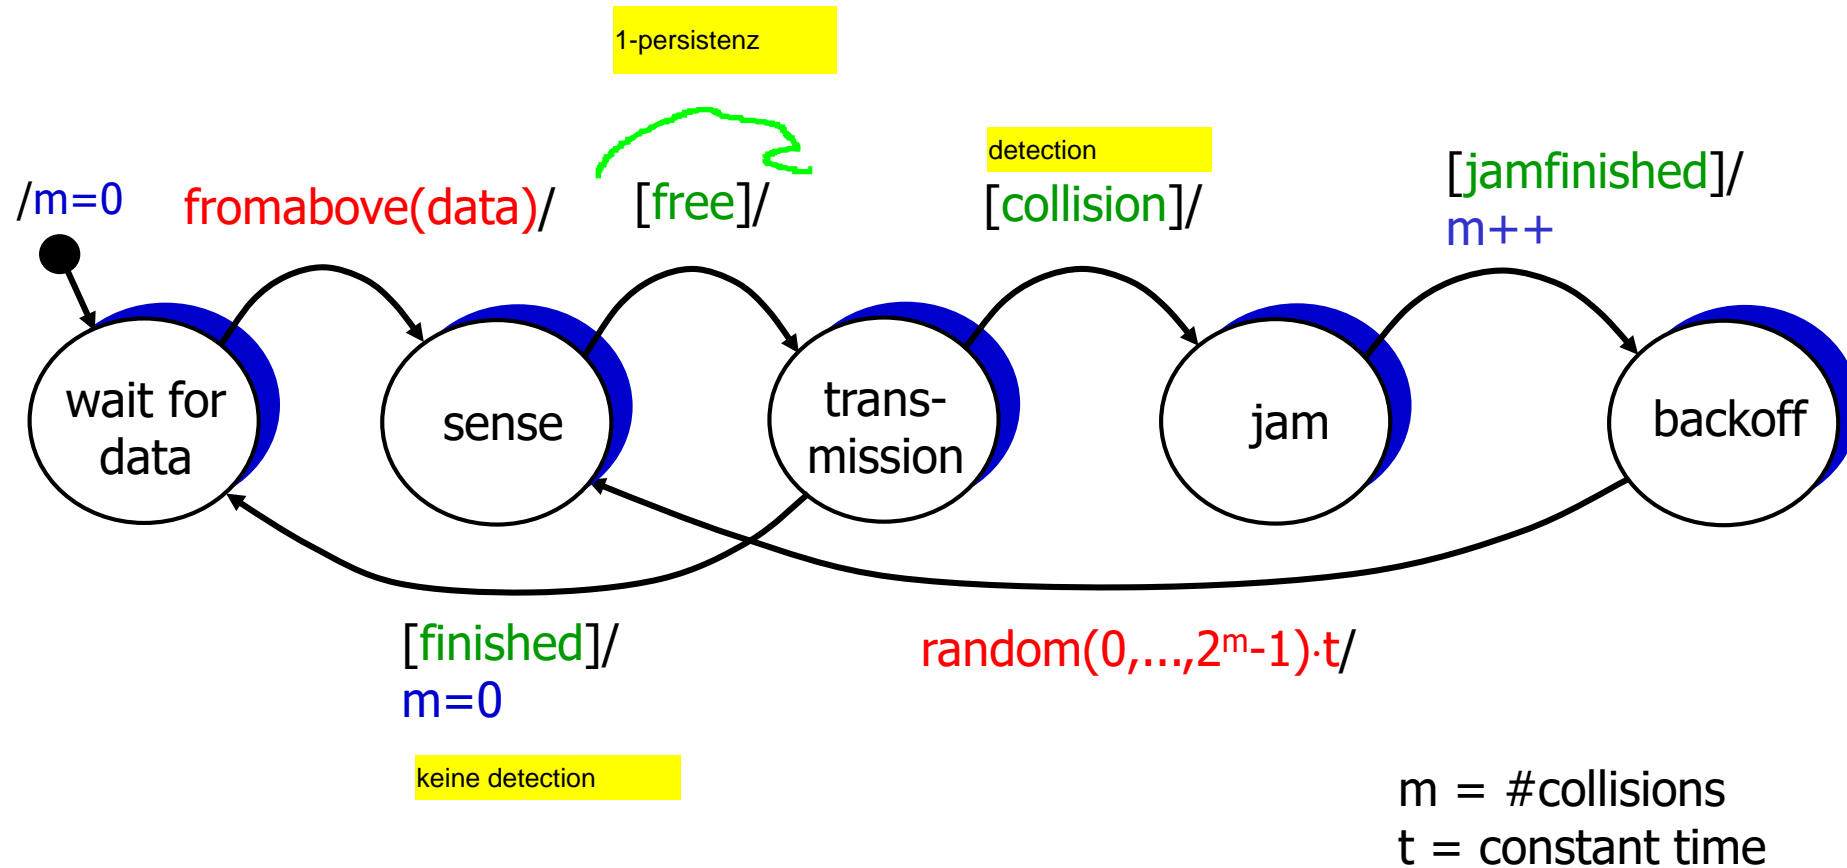 1-persistenz
detection
/m=0
fromabove(data)/
[free]/
[collision]/
[jamfinished]/
m++
wait for
data
sense
trans-
mission
jam
backoff
[finished]/
m=0
random(0,...,2ᵐ-1)·t/
keine detection
m = #collisions
t = constant time